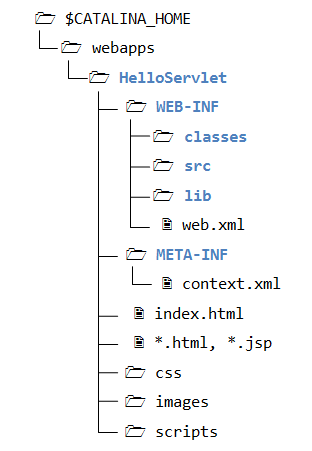 $CATALINA_HOME
webapps
HelloServlet
WEB-INF
classes
src
lib
web.xml
META-INF
context.xml
index.html
*.html, *.jsp
css
images
scripts